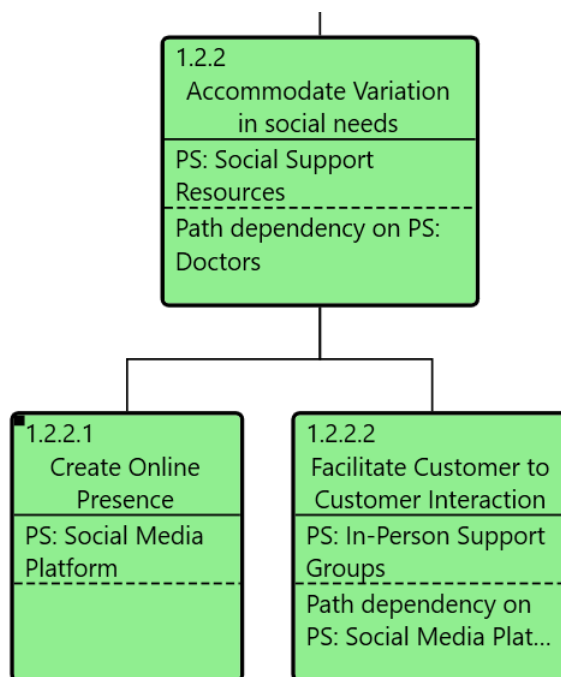 1.2.2
Accommodate Variation
in social needs
PS: Social Support
Resources
Path dependency on PS:
Doctors
1.2.2.1
Create Online
Presence
PS: Social Media
Platform
1.2.2.2
Facilitate Customer to
Customer Interaction
PS: In-Person Support
Groups
Path dependency on
PS: Social Media Plat...